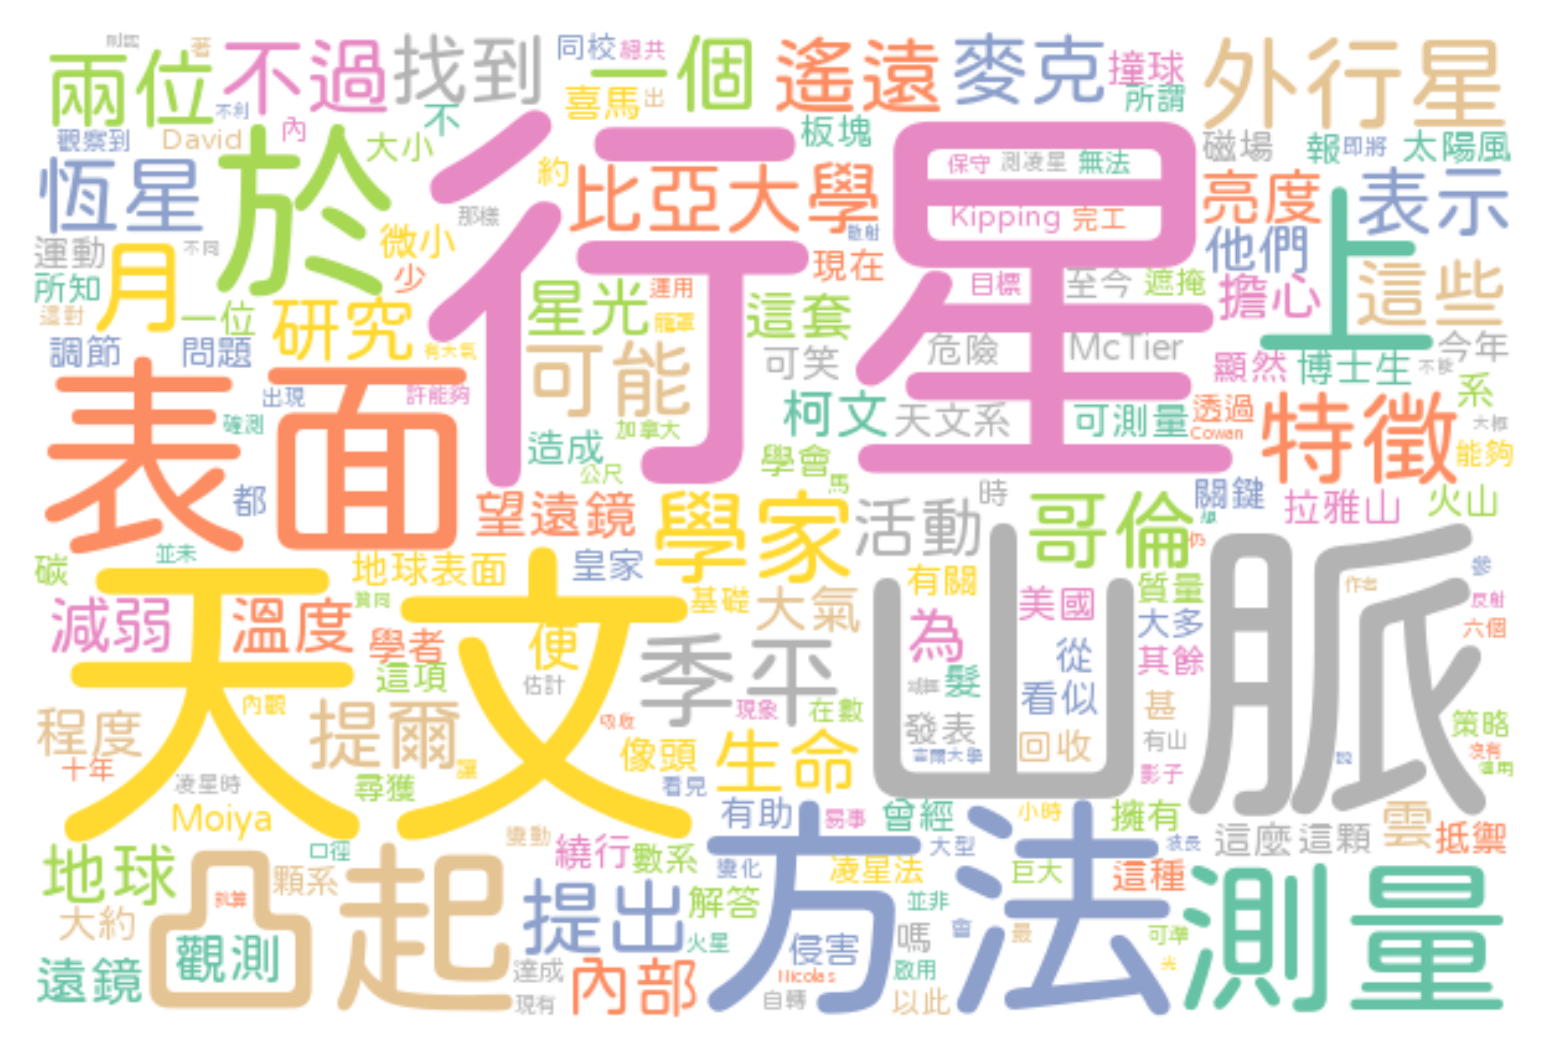 兩位
著
不過
找到
同校
總共
一個
遙遠
麥克
撞球
外行星
喜馬
出
所謂
不利
觀察到
David
內
大小
不
板塊
磁場
報
即將
太陽風
恆星
於
行星
約
比亞大學
保守
測凌星
無法
亮度
表示
上
那樣
Kipping
完工
運動
月
不同
微小
散射
他們
所知
少
現在
目標
至今
遮掩
擔心
這些
這對
一位
研究
星光
運用
籠罩
這套
調節
問題
有大氣
可能
可笑
危險
McTier
今年
顯然
博士生
不能
表面
出現
許能夠
系
確測
柯文
天文系
可測量
透過
特徵
加拿大
Cowan
能夠
造成
公尺
學會
馬
都
望遠鏡
學家
活動
時
哥倫
關鍵
拉雅山
火山
仍
並未
碳
地球表面
皇家
山脈
天文
有關
質量
作出
參
贊同
基礎
大氣
美國
反射
減弱
溫度
便
為
大多
六個
學者
季平
從
其餘
這項
估計
髮
看似
內觀
現象
在數
甚
程度
提爾
吸收
發表
有山
策略
像頭
生命
回收
沒有
十年
讓
影子
凌星時
尋獲
看見
Moiya
有助
易事
曾經
小時
擁有
這麼
這顆
雲
抵禦
變動
方法
大型
波長
地球
口徑
繞行
數系
凸起
顆系
變化
凌星法
巨大
這種
測量
就算
提出
解答
並非
大約
嗎
會
最
可準
觀測
火星
侵害
光
遠鏡
達成
內部
Nicolas
啟用
現有
自轉
以此